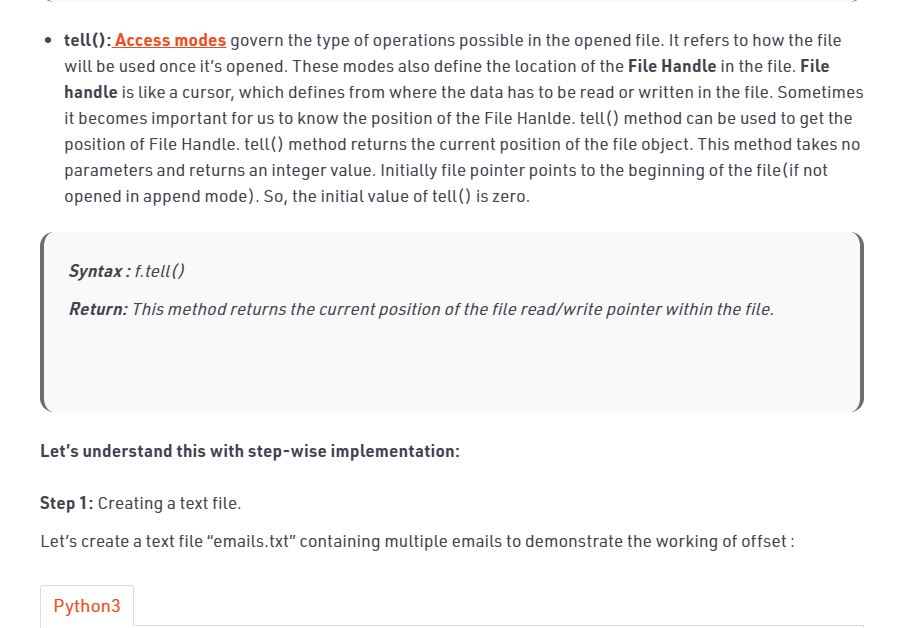 • tell(): Access modes govern the type of operations possible in the opened file. It refers to how the file
will be used once it’s opened. These modes also define the location of the File Handle in the file. File
handle is like a cursor, which defines from where the data has to be read or written in the file. Sometimes
it becomes important for us to know the position of the File Hanlde. tell() method can be used to get the
position of File Handle. tell() method returns the current position of the file object. This method takes no
parameters and returns an integer value. Initially file pointer points to the beginning of the file(if not
opened in append mode). So, the initial value of tell() is zero.
Syntax : f.tell()
Return: This method returns the current position of the file read/write pointer within the file.
Let’s understand this with step-wise implementation:
Step 1: Creating a text file.
Let’s create a text file “emails.txt” containing multiple emails to demonstrate the working of offset :
Python3